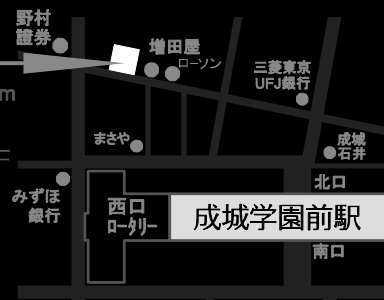 野村
證券
増田屋
ローソン
三菱東京
UFJ銀行
m
まさや
成城
石井
みずほ
銀行
西口
ロータリー
北口
成城学園前駅
南口